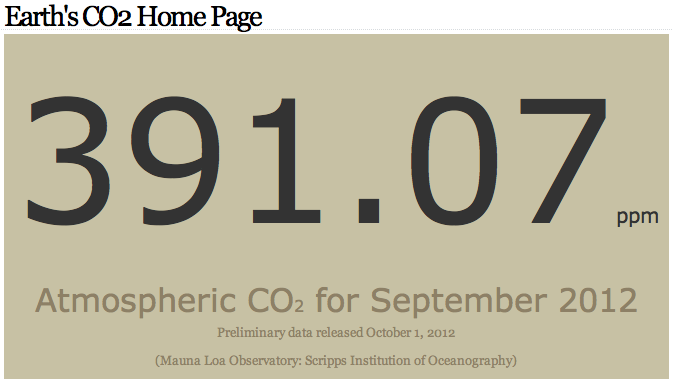 Earth's CO2 Home Page
391.07 ppm
Atmospheric CO2 for September 2012
Preliminary data released October 1, 2012
(Mauna Loa Observatory: Scripps Institution of Oceanography)